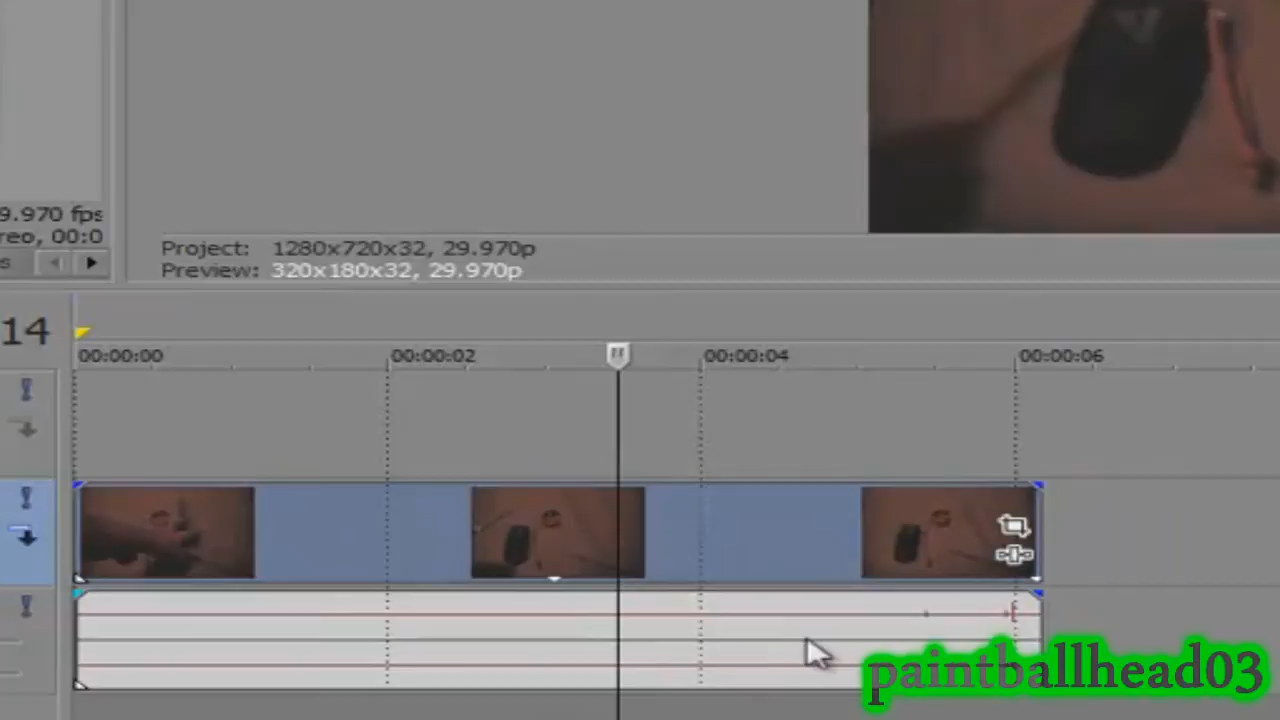 9.970 fps
reo, 00:0
s
Project: 1280x720x32, 29.970p
Preview: 320x180x32, 29.970p
14
00:00:00 00:00:02 00:00:04 00:00:06
paintballhead03